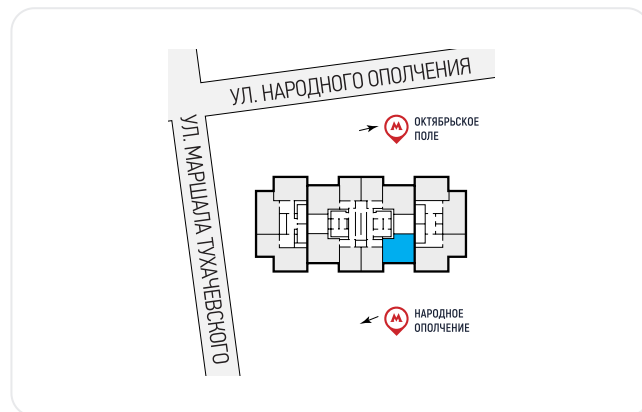 УЛ. НАРОДНОГО ОПОЛЧЕНИЯ
УЛ. МАРШАЛА ТУХАЧЕВСКОГО
ОКТЯБРЬСКОЕ
ПОЛЕ
НАРОДНОЕ
ОПОЛЧЕНИЕ